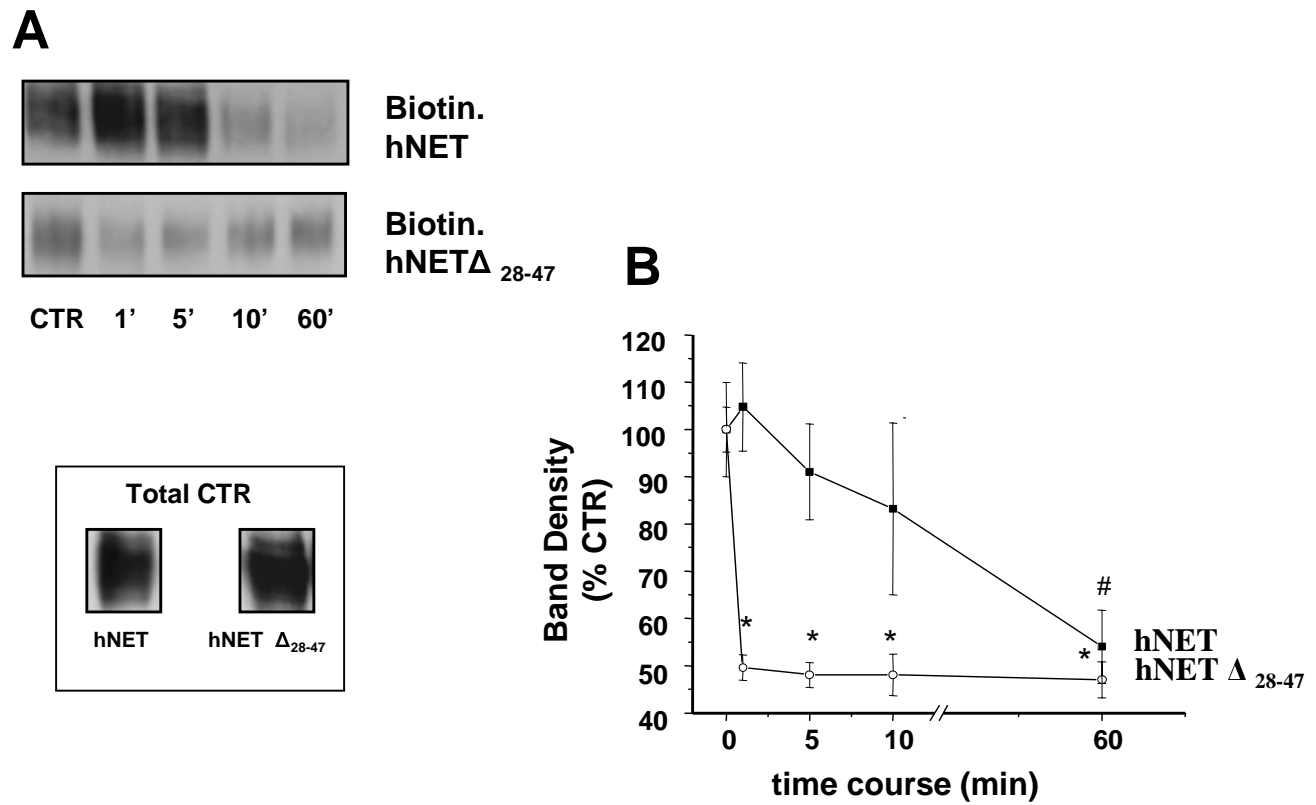 A
Biotin.
hNET
Biotin.
hNETΔ 28-47
CTR 1’ 5’ 10’ 60’
Total CTR
hNET hNET Δ28-47
B
120
110
100
90
80
70
60
50
40
Band Density
(% CTR)
* * * * #
hNET
hNET Δ 28-47
0 5 10 60
time course (min)